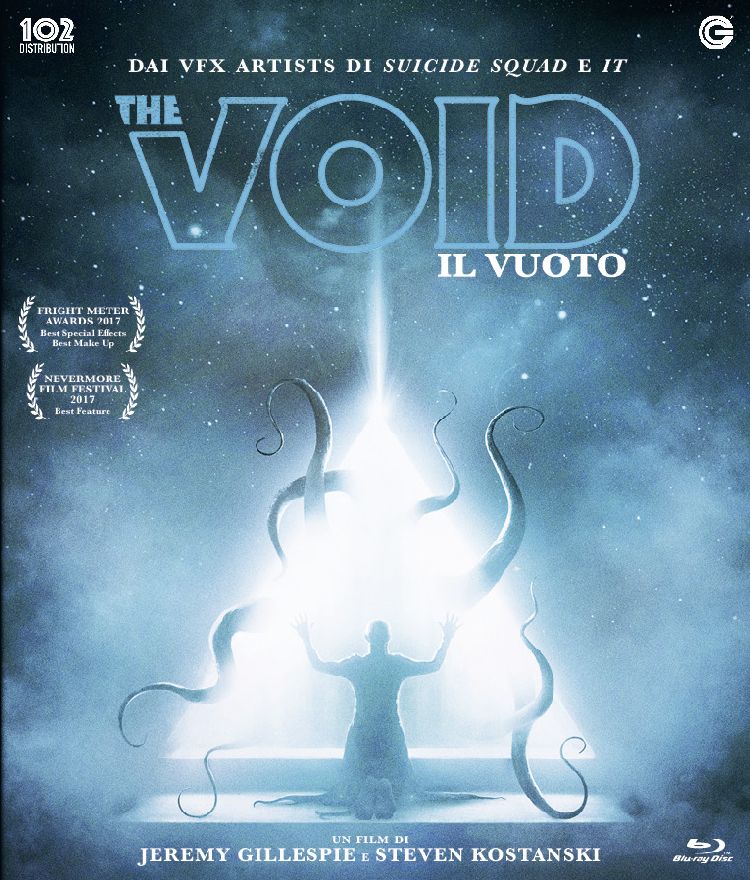 102
DISTRIBUTION
DAI VFX ARTISTS DI SUICIDE SQUAD E IT
THE VOID
IL VUOTO
FRIGHT METER
AWARDS 2017
Best Special Effects
Best Make Up
NEVERMORE
FILM FESTIVAL
2017
Best Feature
UN FILM DI
JEREMY GILLESPIE E STEVEN KOSTANSKI
Blu-ray Disc